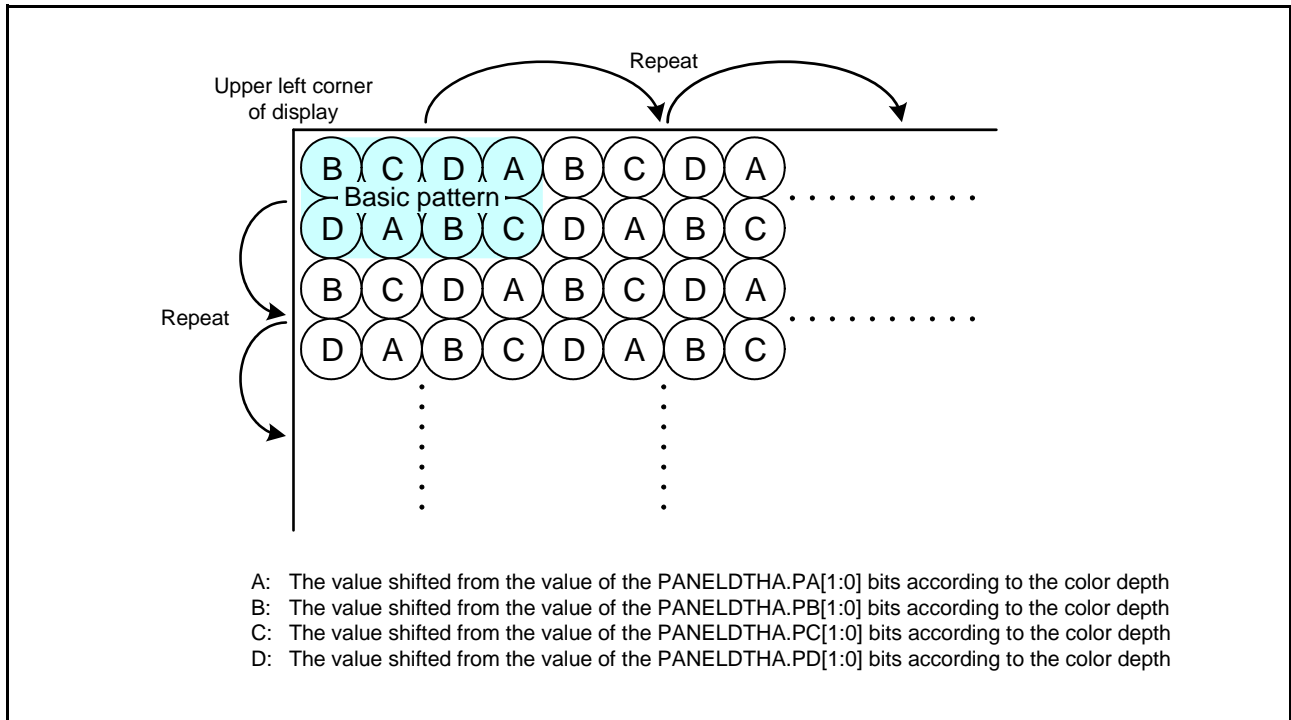 Repeat
Upper left corner
of display
B C D A B C D A
Basic pattern
D A B C D A B C
B C D A B C D A
Repeat
D A B C D A B C
A: The value shifted from the value of the PANELDTHA.PA[1:0] bits according to the color depth
B: The value shifted from the value of the PANELDTHA.PB[1:0] bits according to the color depth
C: The value shifted from the value of the PANELDTHA.PC[1:0] bits according to the color depth
D: The value shifted from the value of the PANELDTHA.PD[1:0] bits according to the color depth